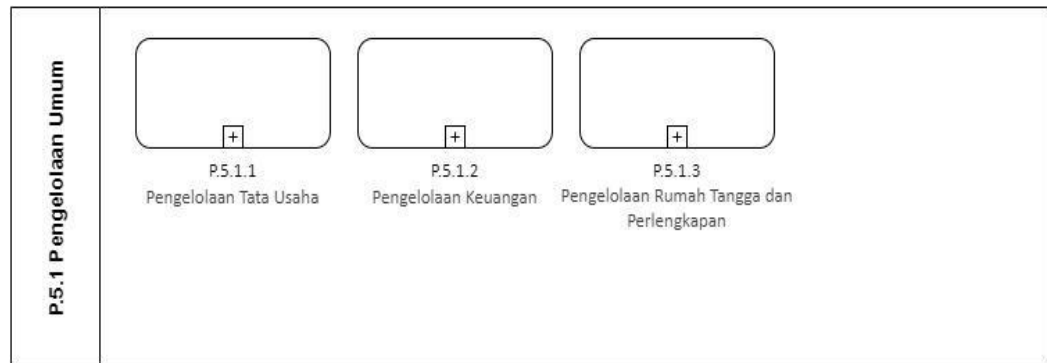 P.5.1 Pengelolaan Umum
P.5.1.1
Pengelolaan Tata Usaha
P.5.1.2
Pengelolaan Keuangan
P.5.1.3
Pengelolaan Rumah Tangga dan
Perlengkapan